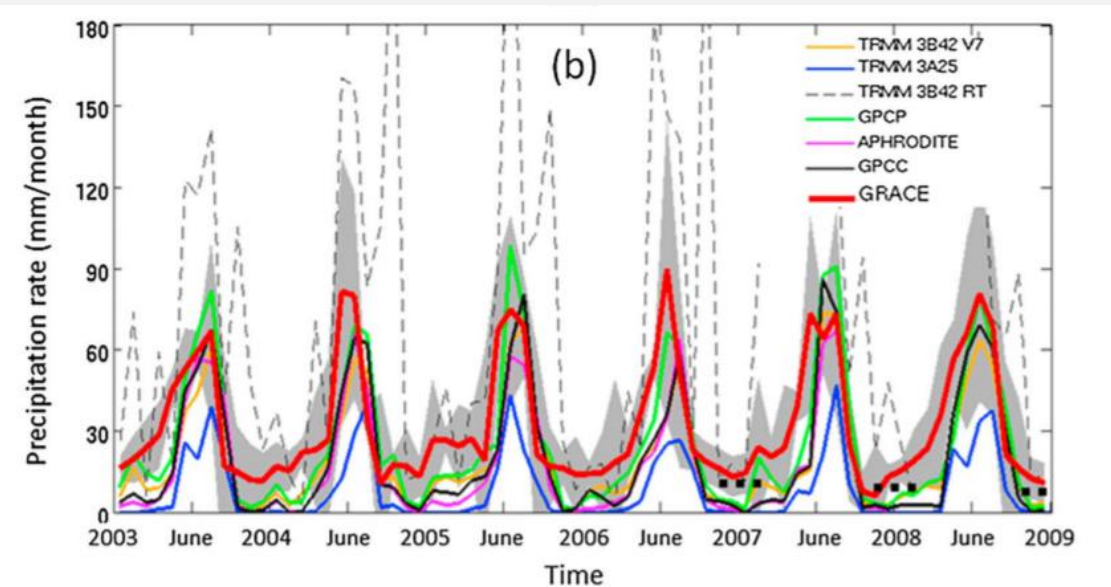 180
150
120
90
60
30
0
Precipitation rate (mm/month)
(b)
TRMM 3B42 V7
TRMM 3A25
TRMM 3B42 RT
GPCP
APHRODITE
GPCC
GRACE
2003 June 2004 June 2005 June 2006 June 2007 June 2008 June 2009
Time